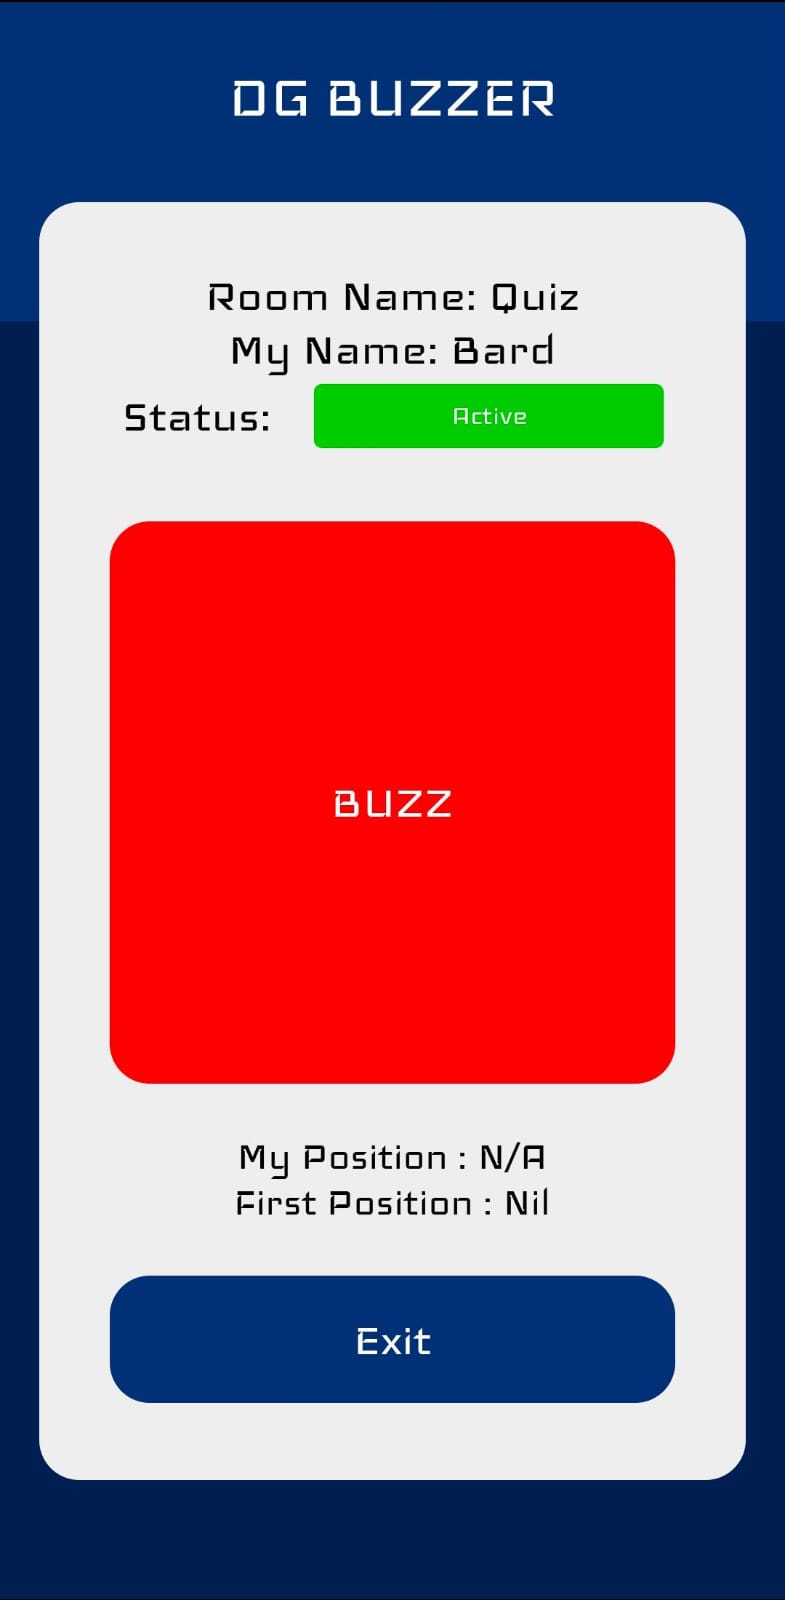 DG BUZZER
Room Name: Quiz
My Name: Bard
Status: Active
BUZZ
My Position : N/A
First Position : Nil
Exit